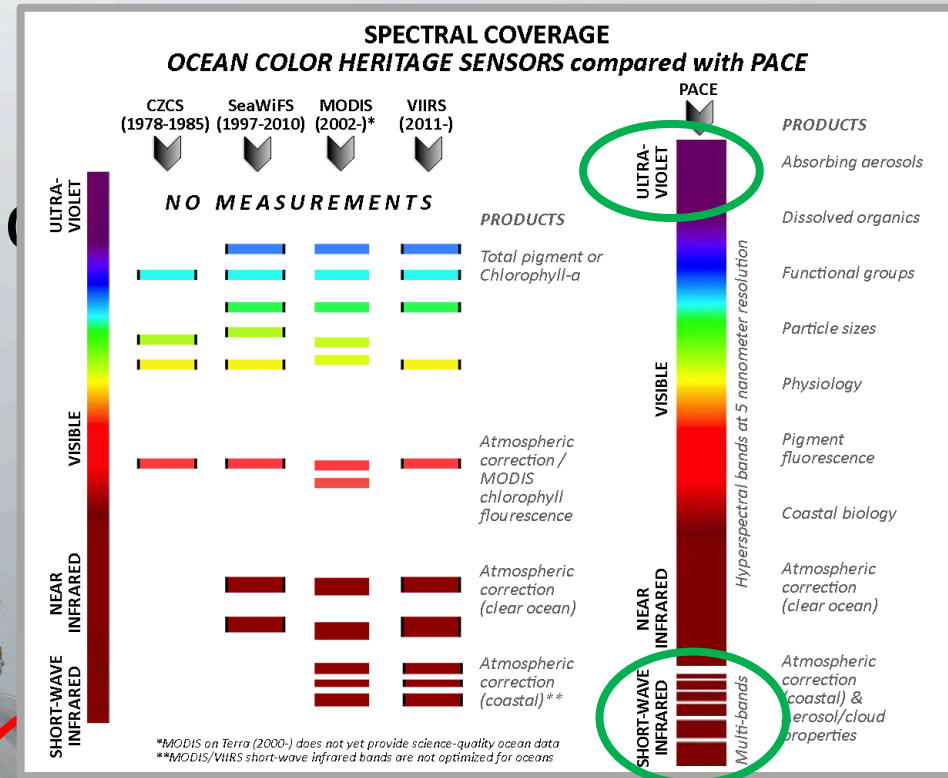 SPECTRAL COVERAGE
OCEAN COLOR HERITAGE SENSORS compared with PACE
CZCS
(1978-1985)
SeaWiFS
(1997-2010)
MODIS
(2002-)*
VIIRS
(2011-)
PACE
ULTRA-
VIOLET
VISIBLE
NEAR
INFRARED
SHORT-WAVE
INFRARED
NO MEASUREMENTS
PRODUCTS
Total pigment or
Chlorophyll-a
Atmospheric
correction /
MODIS
chlorophyll
flourescence
Atmospheric
correction
(clear ocean)
Atmospheric
correction
(coastal)**
ULTRA-
VIOLET
VISIBLE
NEAR
INFRARED
SHORT-WAVE
INFRARED
Hyperspectral bands at 5 nanometer resolution
Multi-bands
PRODUCTS
Absorbing aerosols
Dissolved organics
Functional groups
Particle sizes
Physiology
Pigment
fluorescence
Coastal biology
Atmospheric
correction
(clear ocean)
Atmospheric
correction
(coastal) &
Aerosol/cloud
properties
*MODIS on Terra (2000-) does not yet provide science-quality ocean data
**MODIS/VIIRS short-wave infrared bands are not optimized for oceans